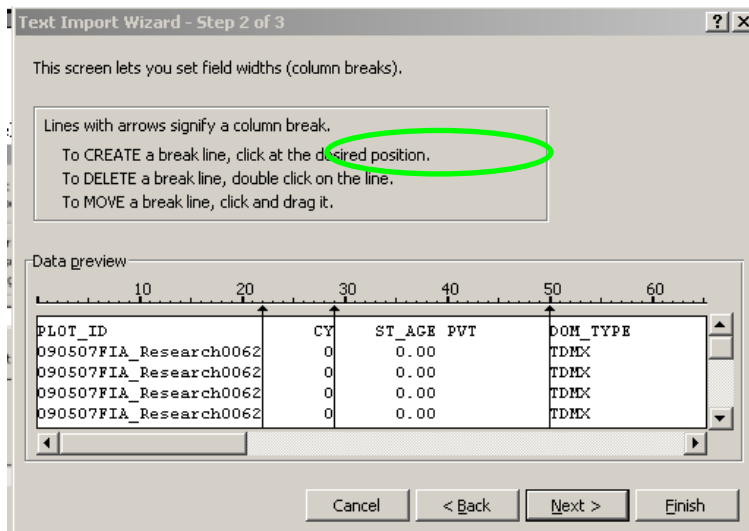 Text Import Wizard - Step 2 of 3
This screen lets you set field widths (column breaks).
Lines with arrows signify a column break.
To CREATE a break line, click at the desired position.
To DELETE a break line, double click on the line.
To MOVE a break line, click and drag it.
Data preview
10 20 30 40 50 60
PLOT_ID CY ST_AGE PVT DOM_TYPE
090507FIA_Research0062 0 0.00 TDMX
090507FIA_Research0062 0 0.00 TDMX
090507FIA_Research0062 0 0.00 TDMX
090507FIA_Research0062 0 0.00 TDMX
Cancel < Back Next > Finish